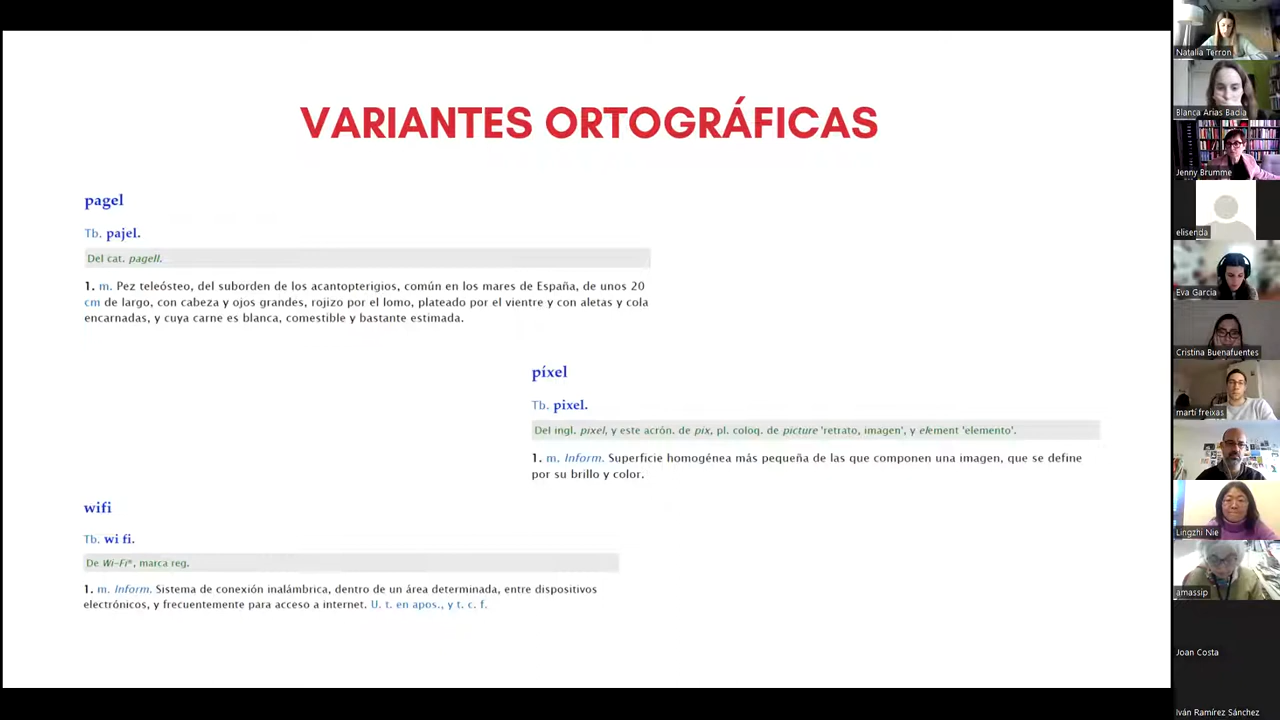 VARIANTES ORTOGRÁFICAS
pagel
Tb. pajel.
Del cat. pagell.
1. m. Pez teleósteo, del suborden de los acantopterigios, común en los mares de España, de unos 20
cm de largo, con cabeza y ojos grandes, rojizo por el lomo, plateado por el vientre y con aletas y cola
encarnadas, y cuya carne es blanca, comestible y bastante estimada.
píxel
Tb. pixel.
Del ingl. pixel, y este acrón. de pix, pl. coloq. de picture 'retrato, imagen', y element 'elemento'.
1. m. Inform. Superficie homogénea más pequeña de las que componen una imagen, que se define
por su brillo y color.
wifi
Tb. wi fi.
De Wi-Fi®, marca reg.
1. m. Inform. Sistema de conexión inalámbrica, dentro de un área determinada, entre dispositivos
electrónicos, y frecuentemente para acceso a internet. U. t. en apos., y t. c. f.
Natalia Terron
Blanca Arias Badia
Jenny Brumme
elisenda
Eva Garcia
Cristina Buenafuentes
martí freixas
Lingzhi Nie
amassip
Joan Costa
Iván Ramírez Sánchez